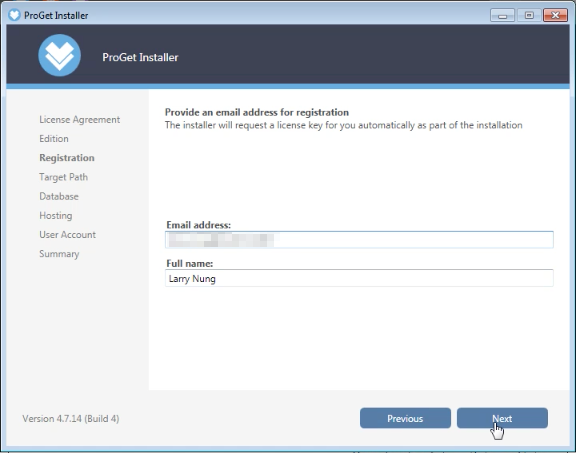 ProGet Installer
ProGet Installer
License Agreement
Edition
Registration
Target Path
Database
Hosting
User Account
Summary
Provide an email address for registration
The installer will request a license key for you automatically as part of the installation
Email address:
Full name:
Larry Nung
Version 4.7.14 (Build 4)
Previous
Next